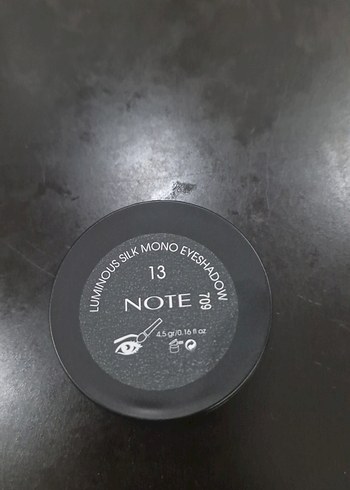 LUMINOUS SILK MONO EYESHADOW
13
NOTE
709
4.5 gr/0.16 fl oz